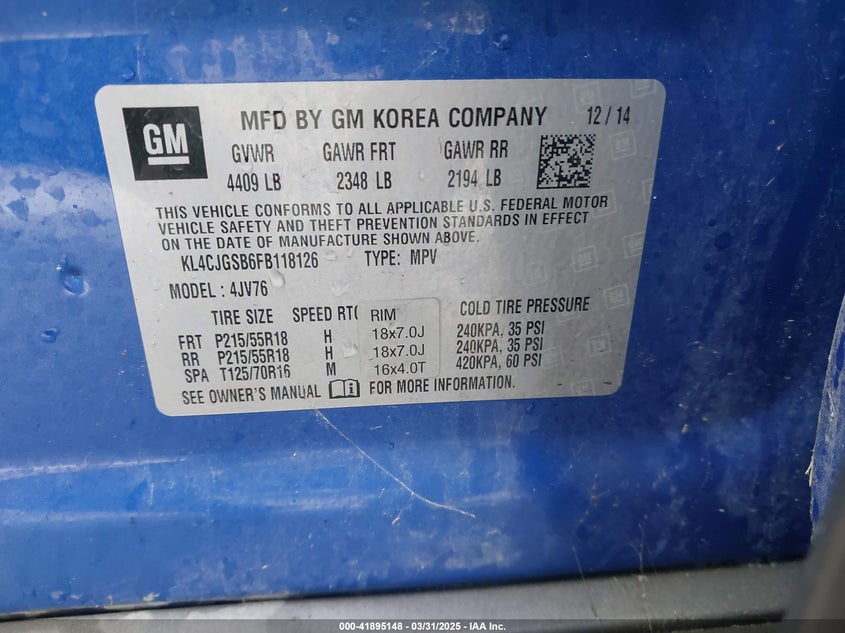 GM
MFD BY GM KOREA COMPANY 12 / 14
GVWR GAWR FRT GAWR RR
4409 LB 2348 LB 2194 LB
THIS VEHICLE CONFORMS TO ALL APPLICABLE U.S. FEDERAL MOTOR
VEHICLE SAFETY AND THEFT PREVENTION STANDARDS IN EFFECT
ON THE DATE OF MANUFACTURE SHOWN ABOVE.
KL4CJGSB6FB118126 TYPE: MPV
MODEL : 4JV76
TIRE SIZE SPEED RT( RIM COLD TIRE PRESSURE
FRT P215/55R18 H 18x7.0J 240KPA, 35 PSI
RR P215/55R18 H 18x7.0J 240KPA, 35 PSI
SPA T125/70R16 M 16x4.0T 420KPA, 60 PSI
SEE OWNER'S MANUAL FOR MORE INFORMATION.
000-41895148 - 03/31/2025 - IAA Inc.